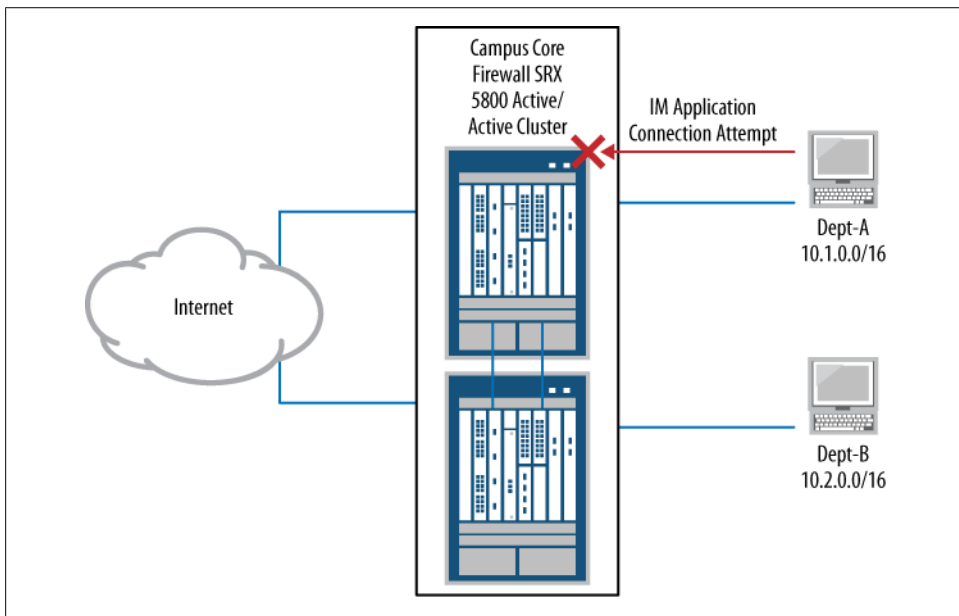 Campus Core
Firewall SRX
5800 Active/
Active Cluster
IM Application
Connection Attempt
Dept-A
10.1.0.0/16
Internet
Dept-B
10.2.0.0/16